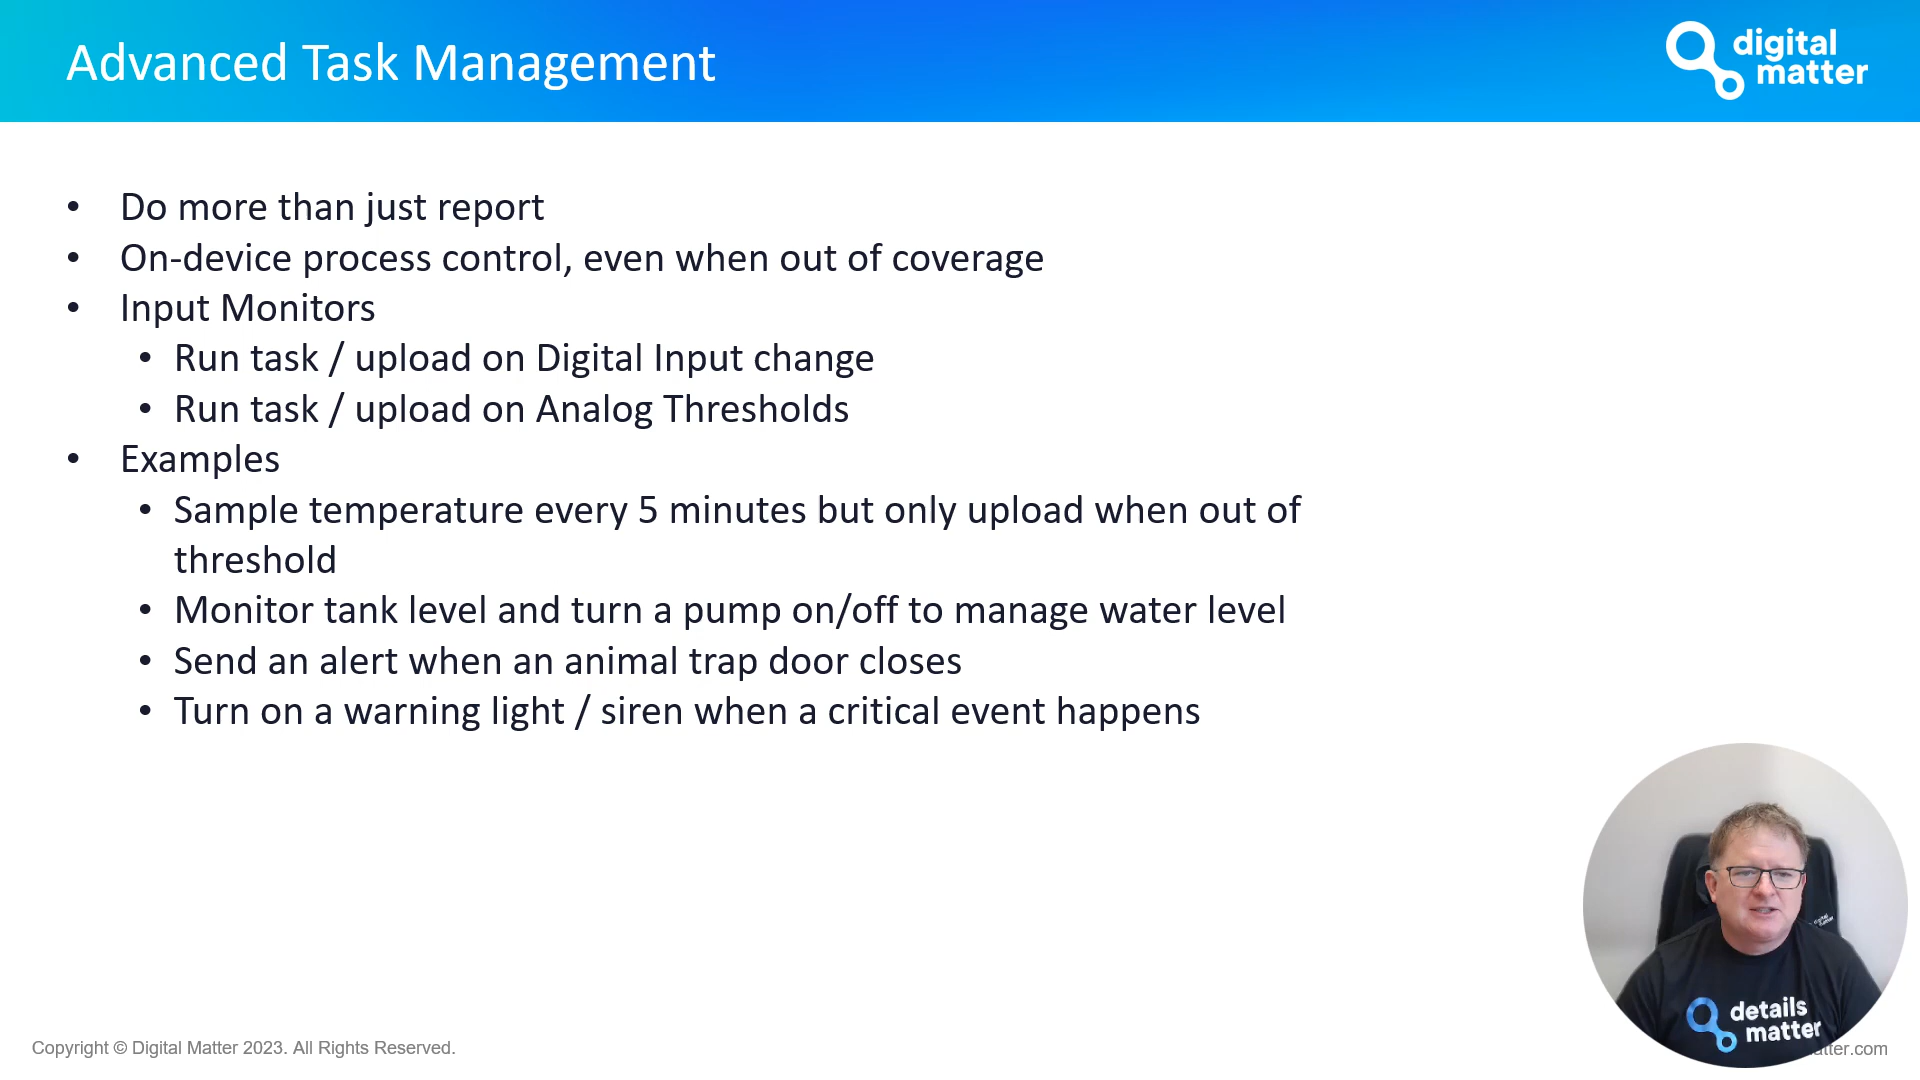 Advanced Task Management
digital
matter
• Do more than just report
• On-device process control, even when out of coverage
• Input Monitors
• Run task / upload on Digital Input change
• Run task / upload on Analog Thresholds
• Examples
• Sample temperature every 5 minutes but only upload when out of
threshold
• Monitor tank level and turn a pump on/off to manage water level
• Send an alert when an animal trap door closes
• Turn on a warning light / siren when a critical event happens
details
matter
Copyright © Digital Matter 2023. All Rights Reserved.
atter.com